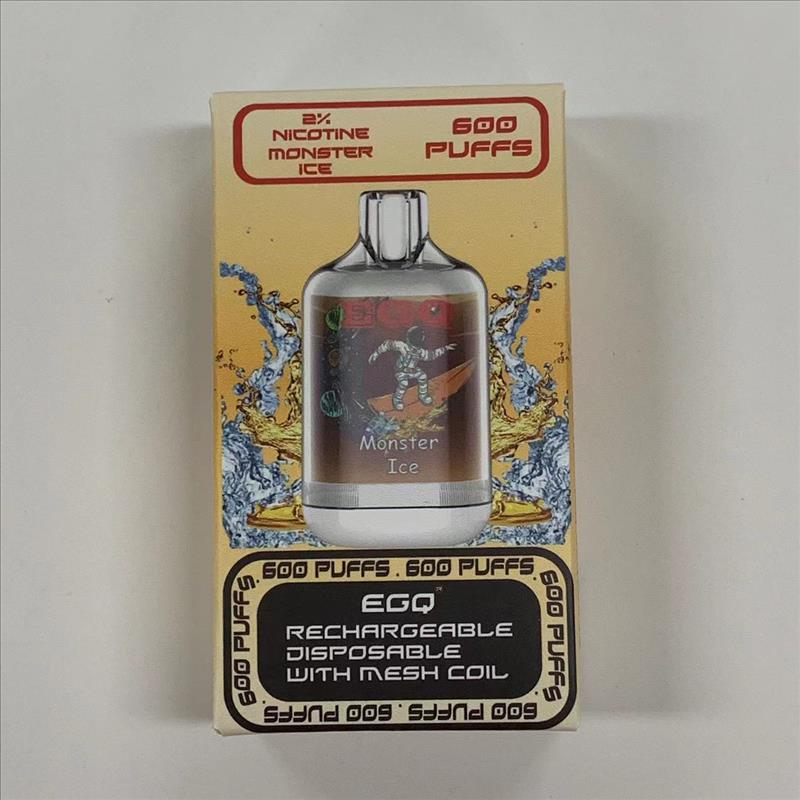 2%
NICOTINE
MONSTER
ICE
600
PUFFS
Monster
Ice
600 PUFFS . 600 PUFFS .
600 PUFFS
600 PUFFS .
EGQ
RECHARGEABLE
DISPOSABLE
WITH MESH COIL
600 PUFFS . 600 PUFFS .